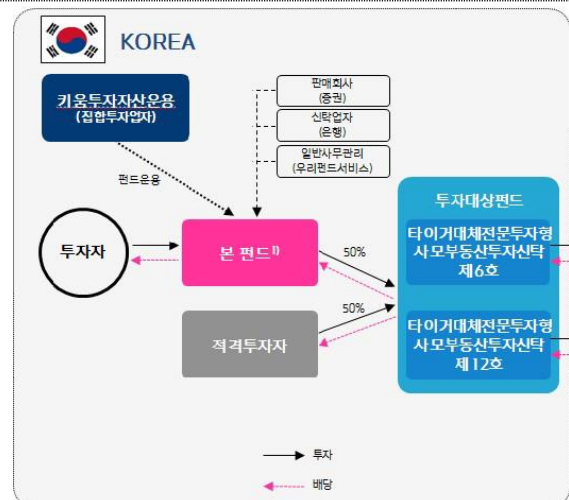 KOREA
키움투자자산운용
(집합투자업자)
판매회사
(증권)
신탁업자
(은행)
일반사무관리
(우리펀드서비스)
펀드운용
투자자
본 펀드¹⁾
50%
50%
적격투자자
투자대상펀드
타이거대체전문투자형
사모부동산투자신탁
제6호
타이거대체전문투자형
사모부동산투자신탁
제12호
투자
배당